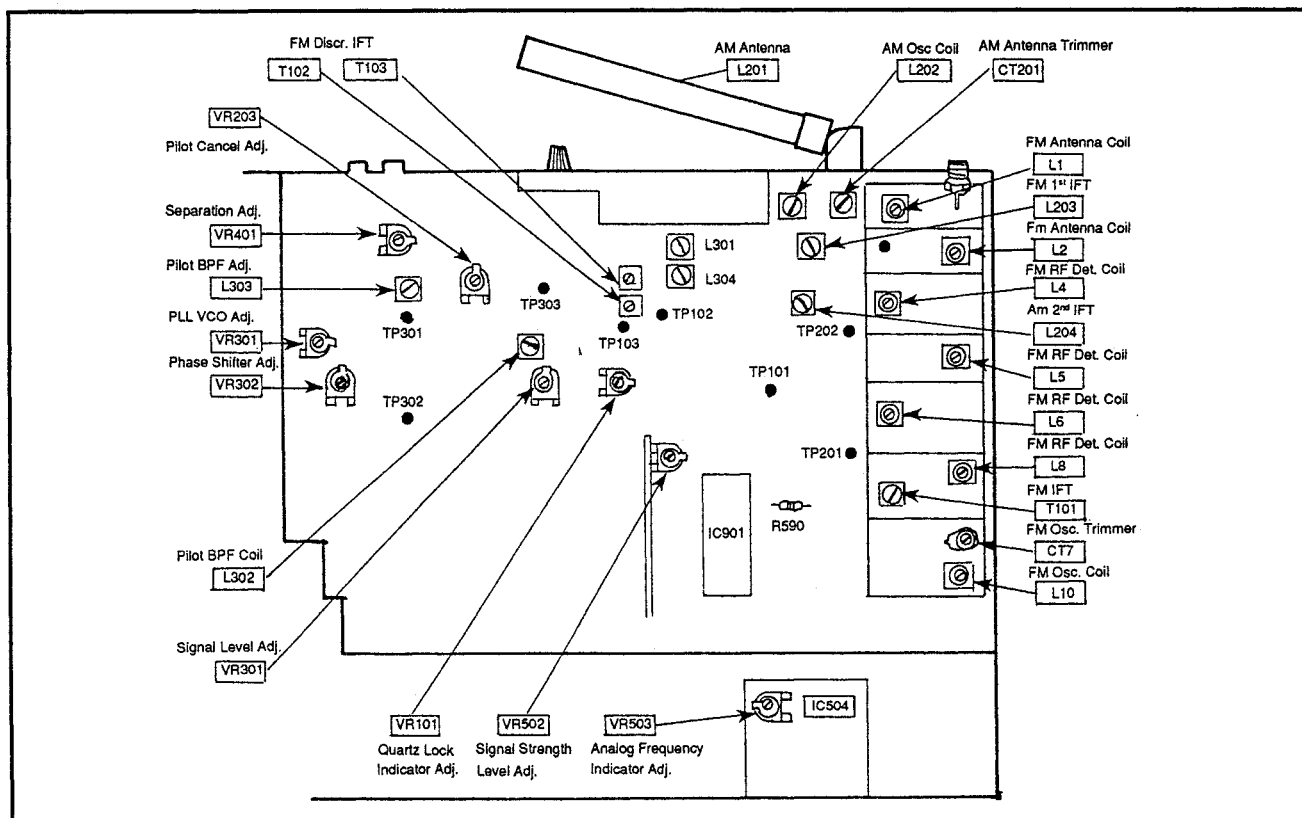 FM Discr. IFT
T102
T103
AM Antenna
L201
AM Osc Coil
L202
AM Antenna Trimmer
CT201
VR203
Pilot Cancel Adj.
Separation Adj.
VR401
Pilot BPF Adj.
L303
PLL VCO Adj.
VR301
Phase Shifter Adj.
VR302
Pilot BPF Coil
L302
Signal Level Adj.
VR301
L301
L304
TP303
TP301
TP302
TP103
TP102
TP202
TP101
TP201
R590
IC901
FM Antenna Coil
L1
FM 1st IFT
L203
Fm Antenna Coil
L2
FM RF Det. Coil
L4
Am 2nd IFT
L204
FM RF Det. Coil
L5
FM RF Det. Coil
L6
FM RF Det. Coil
L8
FM IFT
T101
FM Osc. Trimmer
CT7
FM Osc. Coil
L10
VR101
Quartz Lock
Indicator Adj.
VR502
Signal Strength
Level Adj.
VR503
Analog Frequency
Indicator Adj.
IC504